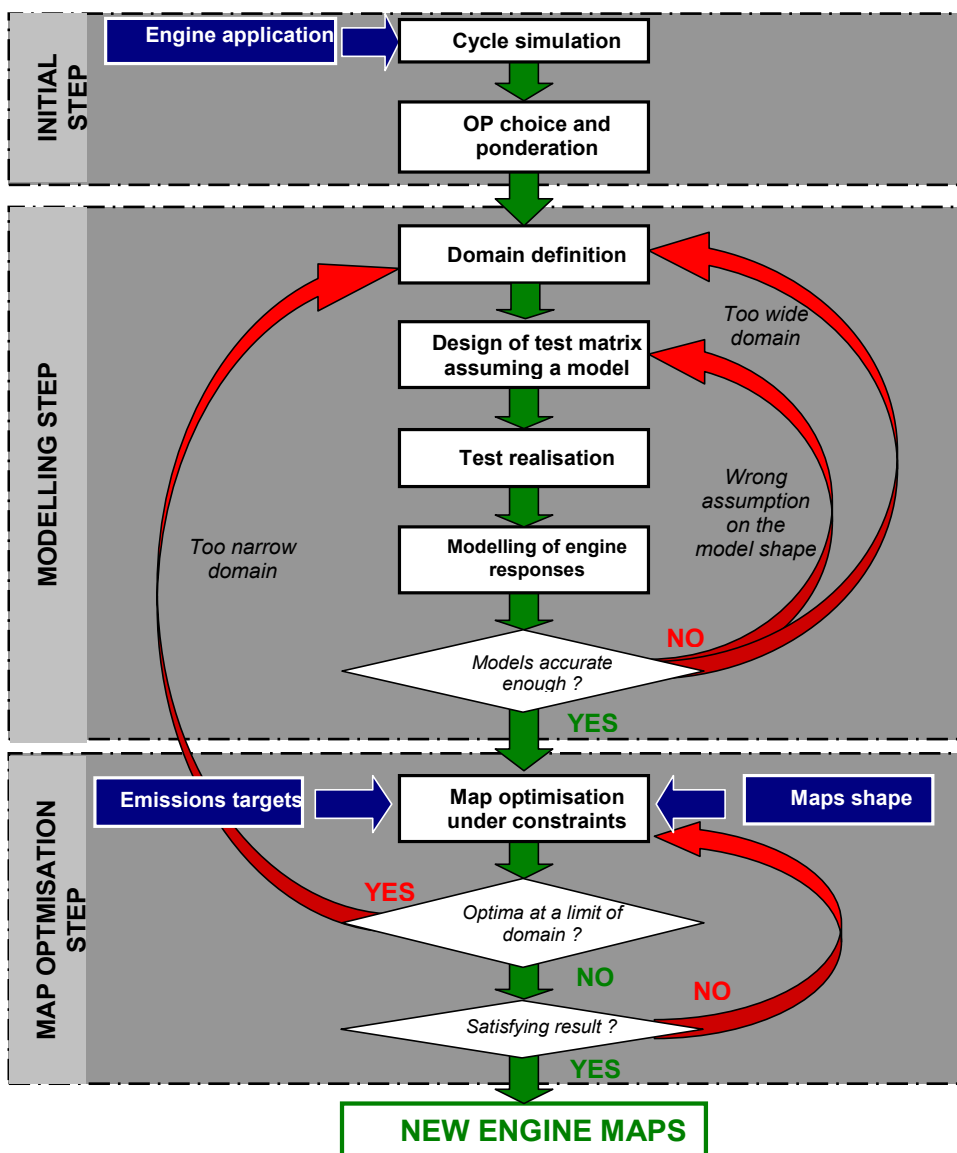 INITIAL
STEP
Engine application
Cycle simulation
OP choice and
ponderation
MODELLING STEP
Domain definition
Too wide
domain
Design of test matrix
assuming a model
Test realisation
Wrong
assumption
on the
model shape
Too narrow
domain
Modelling of engine
responses
NO
Models accurate
enough ?
YES
MAP OPTMISATION
STEP
Emissions targets
Map optimisation
under constraints
Maps shape
YES
Optima at a limit of
domain ?
NO
NO
Satisfying result ?
YES
NEW ENGINE MAPS